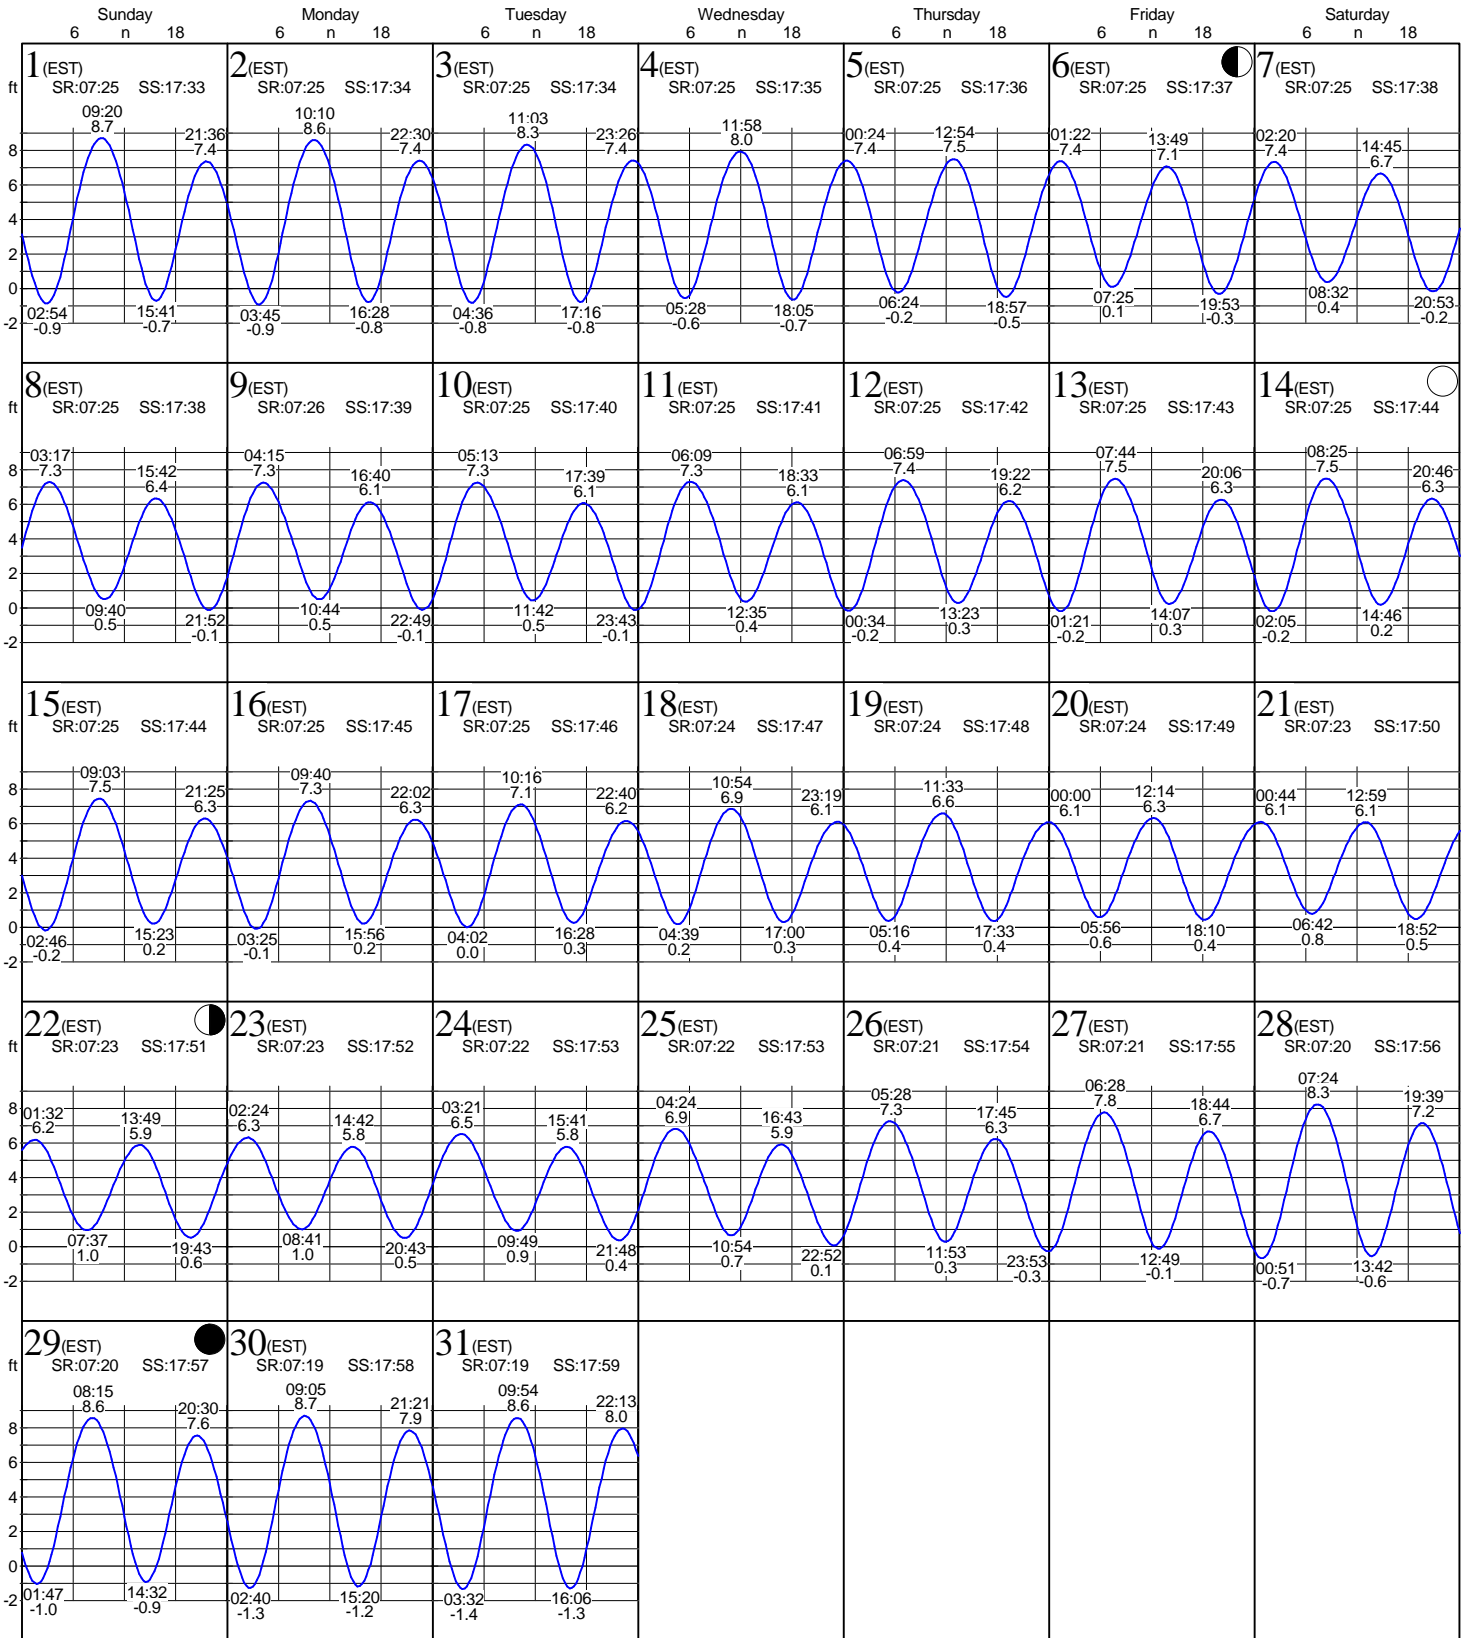 Sunday Monday Tuesday Wednesday Thursday Friday Saturday
6 n 18 6 n 18 6 n 18 6 n 18 6 n 18 6 n 18 6 n 18
1(EST) 2(EST) 3(EST) 4(EST) 5(EST) 6(EST) 7(EST)
ft SR:07:25 SS:17:33 SR:07:25 SS:17:34 SR:07:25 SS:17:34 SR:07:25 SS:17:35 SR:07:25 SS:17:36 SR:07:25 SS:17:37 SR:07:25 SS:17:38
09:20 21:36 10:10 22:30 11:03 23:26 11:58 00:24 12:54 01:22 13:49 02:20 14:45
8.7 7.4 8.6 7.4 8.3 7.4 8.0 7.4 7.5 7.4 7.1 7.4 6.7
8
6
4
2
0
-2
02:54 15:41 03:45 16:28 04:36 17:16 05:28 18:05 06:24 18:57 07:25 19:53 08:32 20:53
-0.9 -0.7 -0.9 -0.8 -0.8 -0.8 -0.6 -0.7 -0.2 -0.5 0.1 -0.3 0.4 -0.2
8(EST) 9(EST) 10(EST) 11(EST) 12(EST) 13(EST) 14(EST)
ft SR:07:25 SS:17:38 SR:07:26 SS:17:39 SR:07:25 SS:17:40 SR:07:25 SS:17:41 SR:07:25 SS:17:42 SR:07:25 SS:17:43 SR:07:25 SS:17:44
03:17 15:42 04:15 16:40 05:13 17:39 06:09 18:33 06:59 19:22 07:44 20:06 08:25 20:46
7.3 6.4 7.3 6.1 7.3 6.1 7.3 6.1 7.4 6.2 7.5 6.3 7.5 6.3
8
6
4
2
0
-2
09:40 21:52 10:44 22:49 11:42 23:43 12:35 00:34 13:23 01:21 14:07 02:05 14:46
0.5 -0.1 0.5 -0.1 0.5 -0.1 0.4 -0.2 0.3 -0.2 0.3 -0.2 0.2
15(EST) 16(EST) 17(EST) 18(EST) 19(EST) 20(EST) 21(EST)
ft SR:07:25 SS:17:44 SR:07:25 SS:17:45 SR:07:25 SS:17:46 SR:07:24 SS:17:47 SR:07:24 SS:17:48 SR:07:24 SS:17:49 SR:07:23 SS:17:50
09:03 21:25 09:40 22:02 10:16 22:40 10:54 23:19 11:33 00:00 12:14 00:44 12:59
7.5 6.3 7.3 6.3 7.1 6.2 6.9 6.1 6.6 6.1 6.3 6.1 6.1
8
6
4
2
0
-2
02:46 15:23 03:25 15:56 04:02 16:28 04:39 17:00 05:16 17:33 05:56 18:10 06:42 18:52
-0.2 0.2 -0.1 0.2 0.0 0.3 0.2 0.3 0.4 0.4 0.6 0.4 0.8 0.5
22(EST) 23(EST) 24(EST) 25(EST) 26(EST) 27(EST) 28(EST)
ft SR:07:23 SS:17:51 SR:07:23 SS:17:52 SR:07:22 SS:17:53 SR:07:22 SS:17:53 SR:07:21 SS:17:54 SR:07:21 SS:17:55 SR:07:20 SS:17:56
01:32 13:49 02:24 14:42 03:21 15:41 04:24 16:43 05:28 17:45 06:28 18:44 07:24 19:39
6.2 5.9 6.3 5.8 6.5 5.8 6.9 5.9 7.3 6.3 7.8 6.7 8.3 7.2
8
6
4
2
0
-2
07:37 19:43 08:41 20:43 09:49 21:48 10:54 22:52 11:53 23:53 12:49 00:51 13:42
1.0 0.6 1.0 0.5 0.9 0.4 0.7 0.1 0.3 -0.3 -0.1 -0.7 -0.6
29(EST) 30(EST) 31(EST)
ft SR:07:20 SS:17:57 SR:07:19 SS:17:58 SR:07:19 SS:17:59
08:15 20:30 09:05 21:21 09:54 22:13
8.6 7.6 8.7 7.9 8.6 8.0
8
6
4
2
0
-2
01:47 14:32 02:40 15:20 03:32 16:06
-1.0 -0.9 -1.3 -1.2 -1.4 -1.3